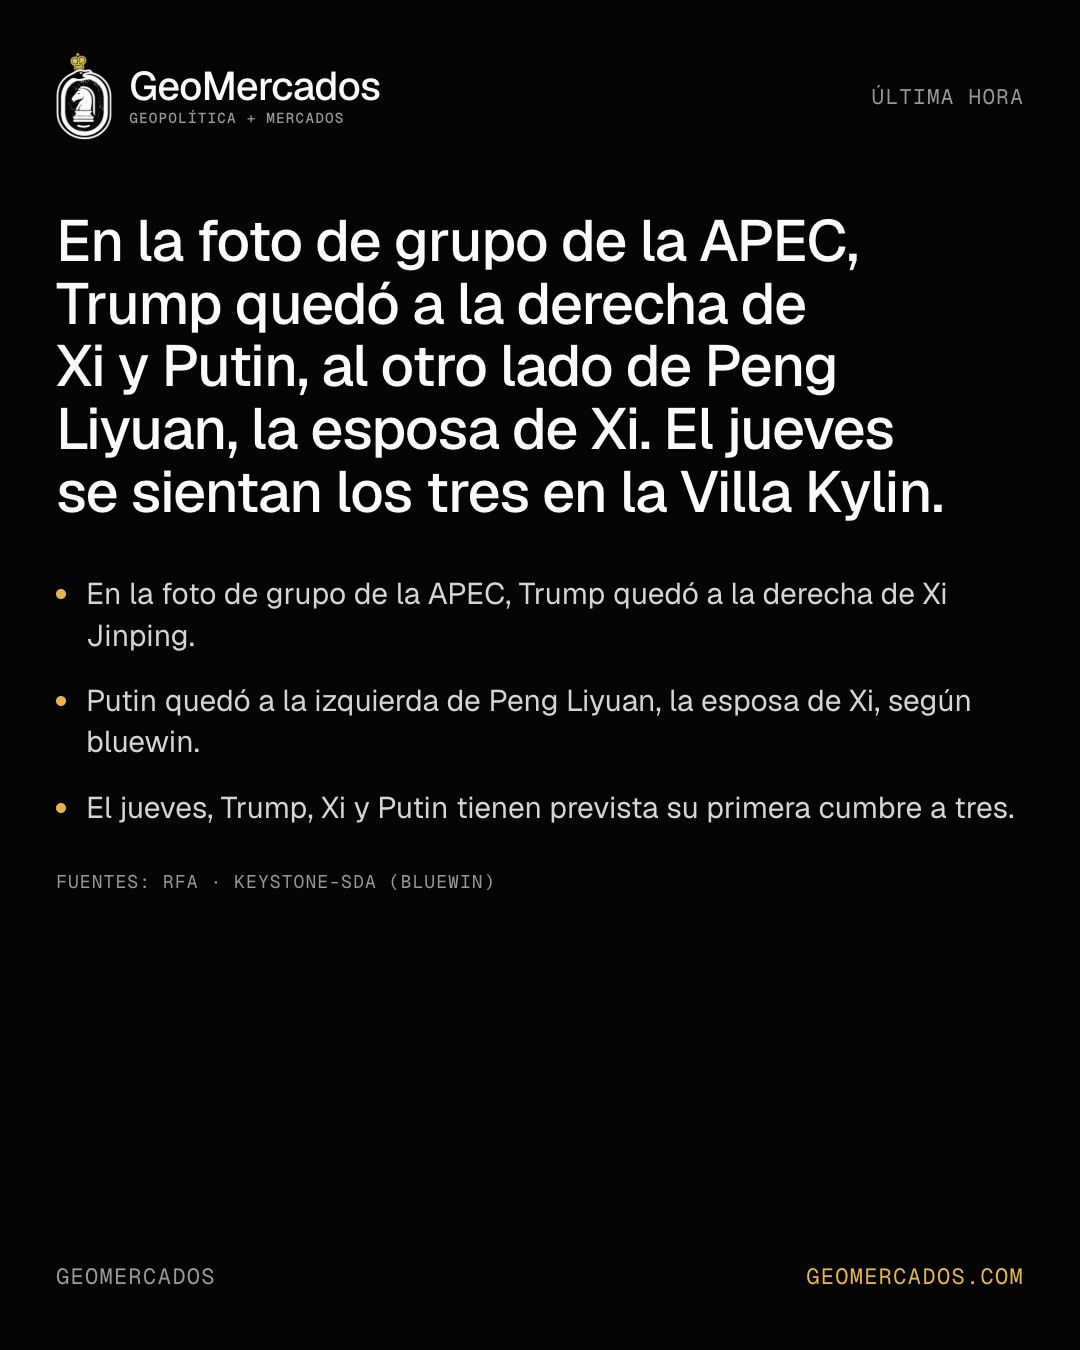 GeoMercados
GEOPOLÍTICA + MERCADOS
ÚLTIMA HORA
En la foto de grupo de la APEC,
Trump quedó a la derecha de
Xi y Putin, al otro lado de Peng
Liyuan, la esposa de Xi. El jueves
se sientan los tres en la Villa Kylin.
• En la foto de grupo de la APEC, Trump quedó a la derecha de Xi
Jinping.
• Putin quedó a la izquierda de Peng Liyuan, la esposa de Xi, según
bluewin.
• El jueves, Trump, Xi y Putin tienen prevista su primera cumbre a tres.
FUENTES: RFA · KEYSTONE-SDA (BLUEWIN)
GEOMERCADOS
GEOMERCADOS.COM